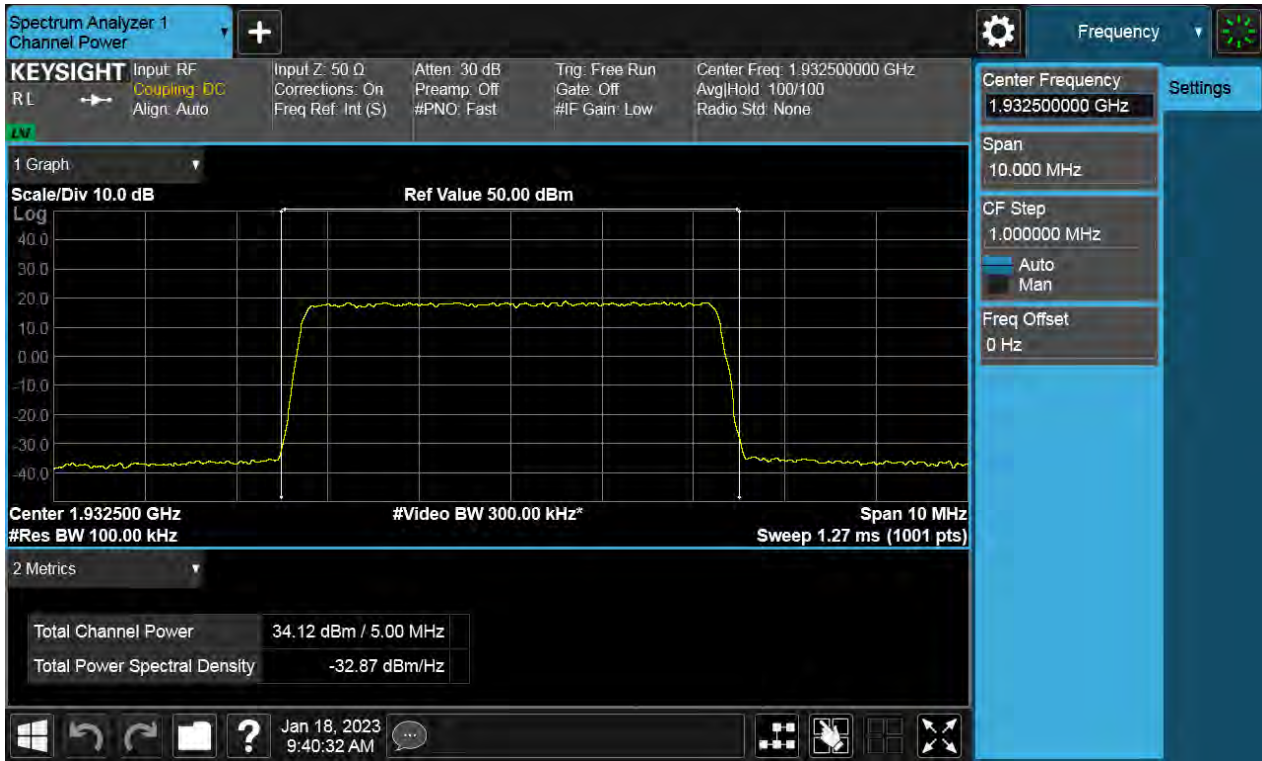 Spectrum Analyzer 1
Channel Power
+
Frequency
KEYSIGHT
RL
LXI
Input: RF
Coupling: DC
Align: Auto
Input Z: 50 Ω
Corrections: On
Freq Ref: Int (S)
Atten: 30 dB
Preamp: Off
#PNO: Fast
Trig: Free Run
Gate: Off
#IF Gain: Low
Center Freq: 1.932500000 GHz
Avg|Hold: 100/100
Radio Std: None
Center Frequency
1.932500000 GHz
Settings
Span
10.000 MHz
CF Step
1.000000 MHz
Auto
Man
Freq Offset
0 Hz
1 Graph
Scale/Div 10.0 dB
Ref Value 50.00 dBm
Log
40.0
30.0
20.0
10.0
0.00
-10.0
-20.0
-30.0
-40.0
Center 1.932500 GHz
#Video BW 300.00 kHz*
Span 10 MHz
#Res BW 100.00 kHz
Sweep 1.27 ms (1001 pts)
2 Metrics
Total Channel Power 34.12 dBm / 5.00 MHz
Total Power Spectral Density -32.87 dBm/Hz
?
Jan 18, 2023
9:40:32 AM